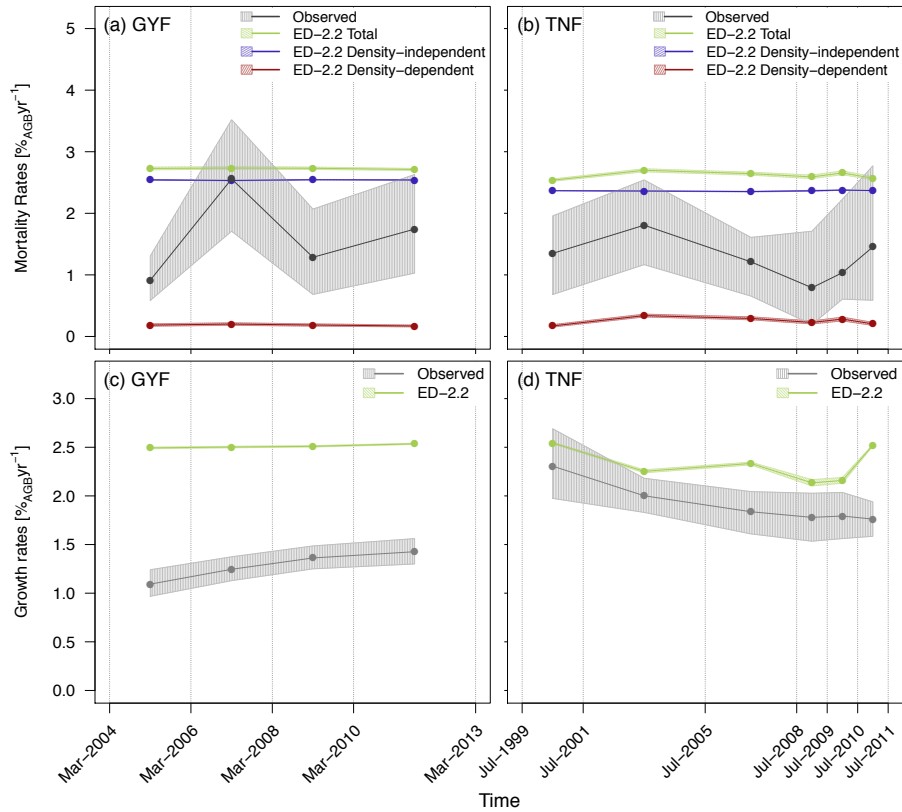 (a) GYF
Observed
ED−2.2 Total
ED−2.2 Density−independent
ED−2.2 Density−dependent
(b) TNF
Observed
ED−2.2 Total
ED−2.2 Density−independent
ED−2.2 Density−dependent
Mortality Rates [%AGByr−1]
5
4
3
2
1
0
(c) GYF
Observed
ED−2.2
(d) TNF
Observed
ED−2.2
Growth rates [%AGByr−1]
3.0
2.5
2.0
1.5
1.0
0.5
0.0
Mar−2004
Mar−2006
Mar−2008
Mar−2010
Mar−2013
Jul−1999
Jul−2001
Jul−2005
Jul−2008
Jul−2009
Jul−2010
Jul−2011
Time